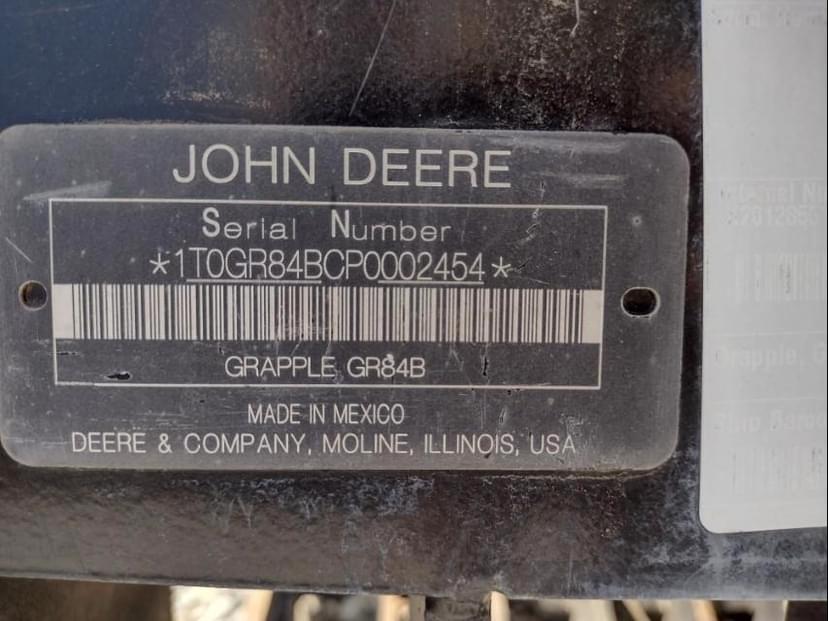 JOHN DEERE
Serial Number
*1T0GR84BCP0002454*
GRAPPLE GR84B
MADE IN MEXICO
DEERE & COMPANY, MOLINE, ILLINOIS, USA